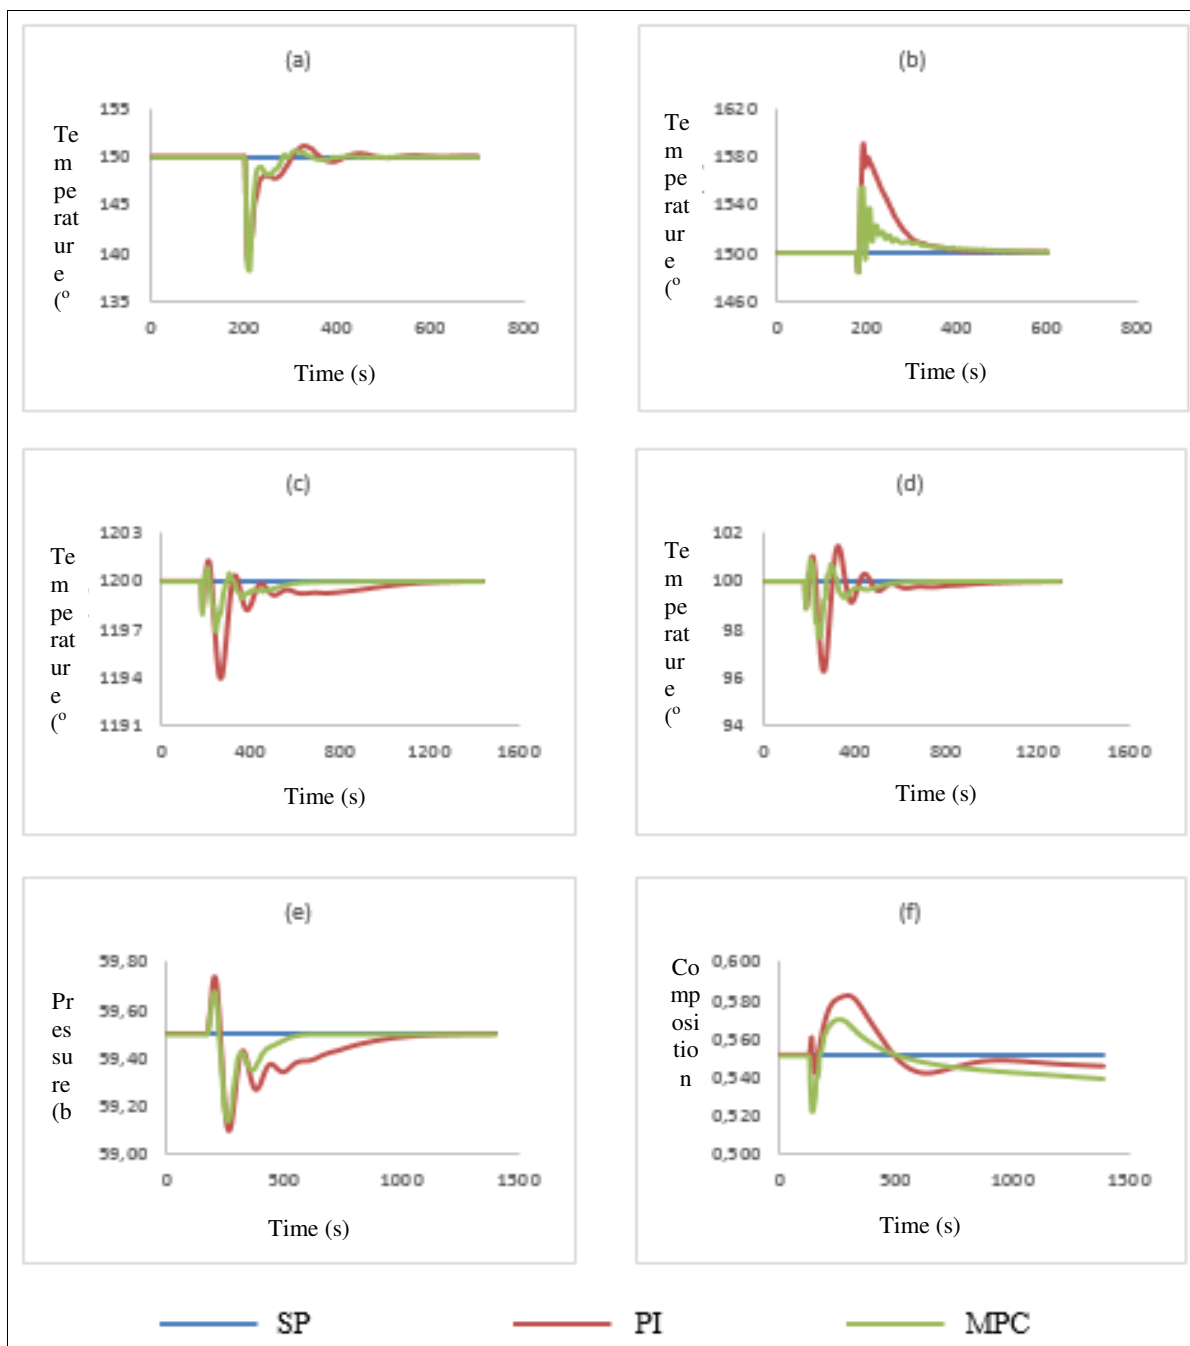 (a)
Te
m
pe
rat
ur
e
(°
155
150
145
140
135
0 200 400 600 800
Time (s)
(b)
Te
m
pe
rat
ur
e
(°
1620
1580
1540
1500
1460
0 200 400 600 800
Time (s)
(c)
Te
m
pe
rat
ur
e
(°
1203
1200
1197
1194
1191
0 400 800 1200 1600
Time (s)
(d)
Te
m
pe
rat
ur
e
(°
102
100
98
96
94
0 400 800 1200 1600
Time (s)
(e)
Pr
es
su
re
(b
59,80
59,60
59,40
59,20
59,00
0 500 1000 1500
Time (s)
(f)
Co
mp
osi
tio
n
0,600
0,580
0,560
0,540
0,520
0,500
0 500 1000 1500
Time (s)
SP PI MPC